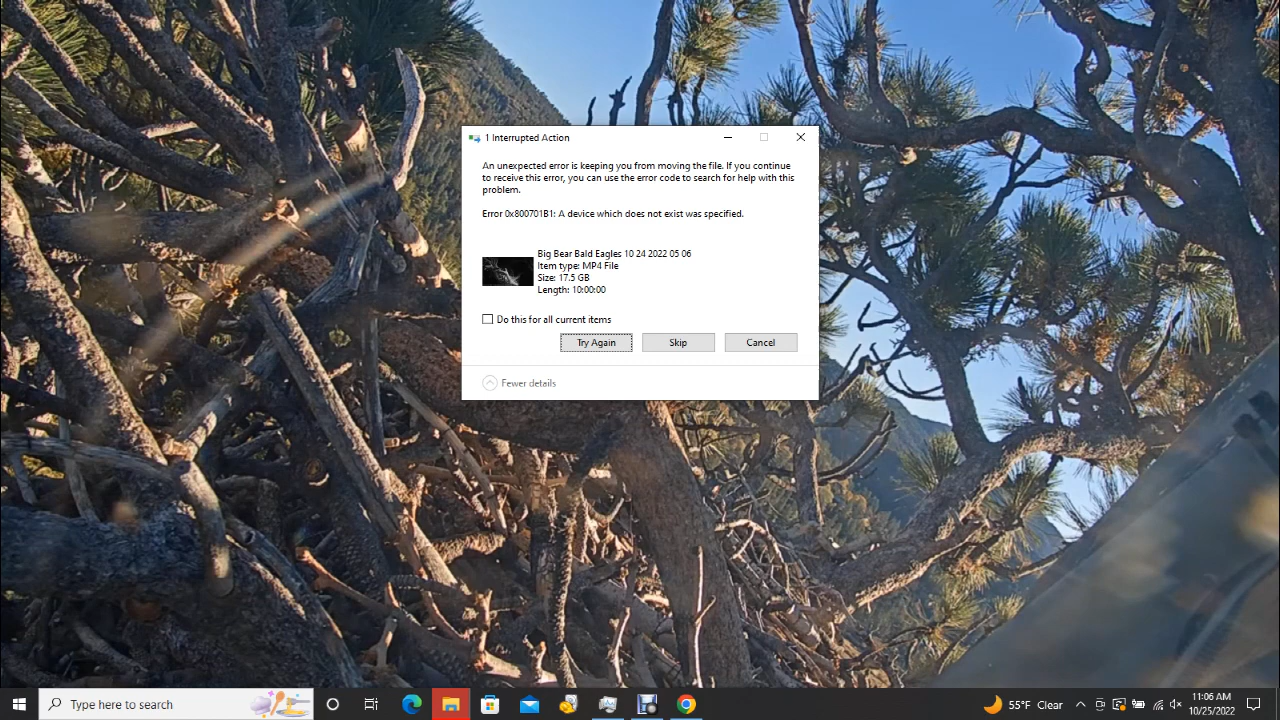 1 Interrupted Action
An unexpected error is keeping you from moving the file. If you continue
to receive this error, you can use the error code to search for help with this
problem.
Error 0x800701B1: A device which does not exist was specified.
Big Bear Bald Eagles 10 24 2022 05 06
Item type: MP4 File
Size: 17.5 GB
Length: 10:00:00
Do this for all current items
Try Again
Skip
Cancel
Fewer details
Type here to search
55°F Clear
11:06 AM
10/25/2022